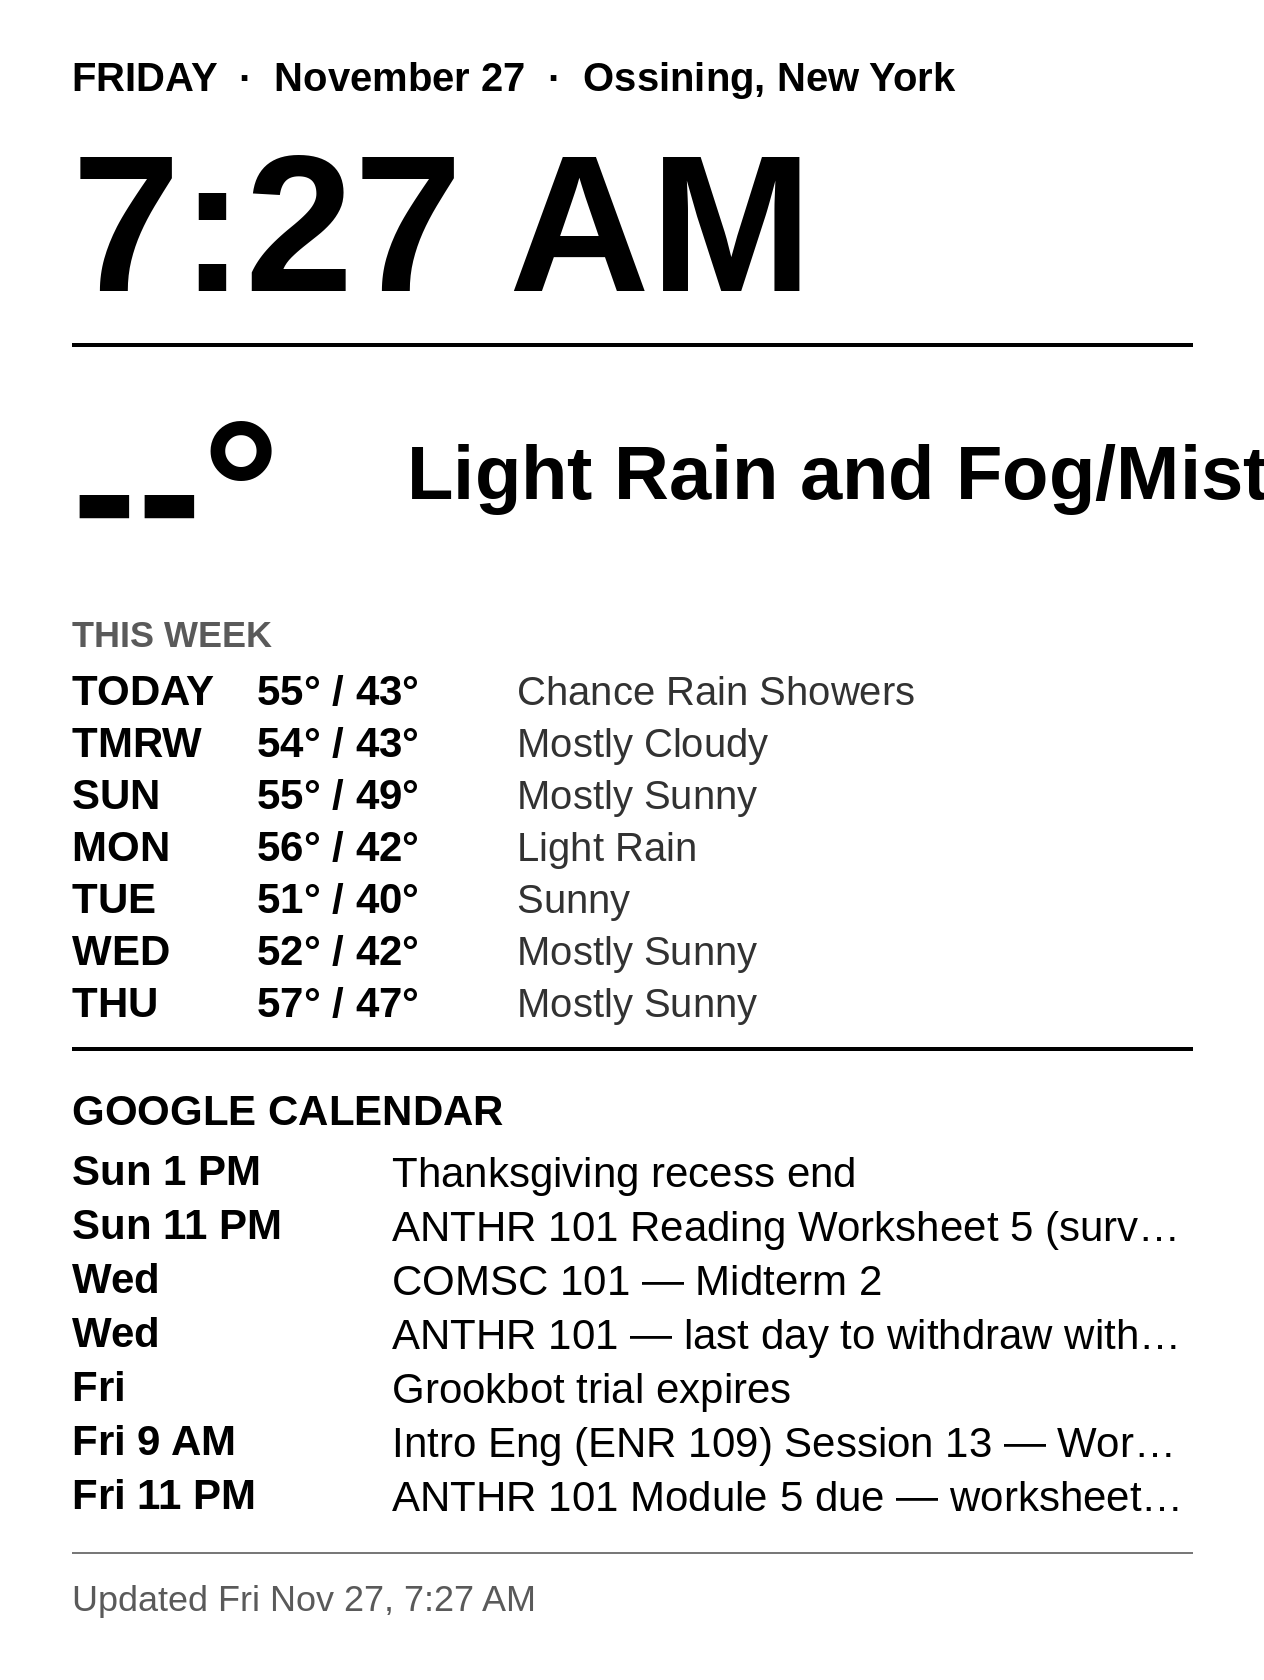 FRIDAY · November 27 · Ossining, New York
7:27 AM
--° Light Rain and Fog/Mist
THIS WEEK
TODAY 55° / 43° Chance Rain Showers
TMRW 54° / 43° Mostly Cloudy
SUN 55° / 49° Mostly Sunny
MON 56° / 42° Light Rain
TUE 51° / 40° Sunny
WED 52° / 42° Mostly Sunny
THU 57° / 47° Mostly Sunny
GOOGLE CALENDAR
Sun 1 PM Thanksgiving recess end
Sun 11 PM ANTHR 101 Reading Worksheet 5 (surv…
Wed COMSC 101 — Midterm 2
Wed ANTHR 101 — last day to withdraw with…
Fri Grookbot trial expires
Fri 9 AM Intro Eng (ENR 109) Session 13 — Wor…
Fri 11 PM ANTHR 101 Module 5 due — worksheet…
Updated Fri Nov 27, 7:27 AM